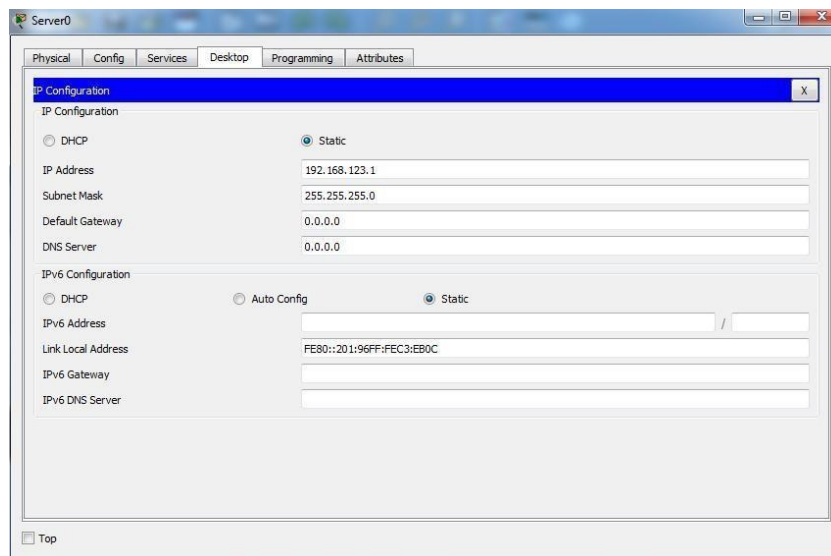 Server0
Physical Config Services Desktop Programming Attributes
IP Configuration X
IP Configuration
DHCP Static
IP Address 192.168.123.1
Subnet Mask 255.255.255.0
Default Gateway 0.0.0.0
DNS Server 0.0.0.0
IPv6 Configuration
DHCP Auto Config Static
IPv6 Address /
Link Local Address FE80::201:96FF:FEC3:EB0C
IPv6 Gateway
IPv6 DNS Server
Top